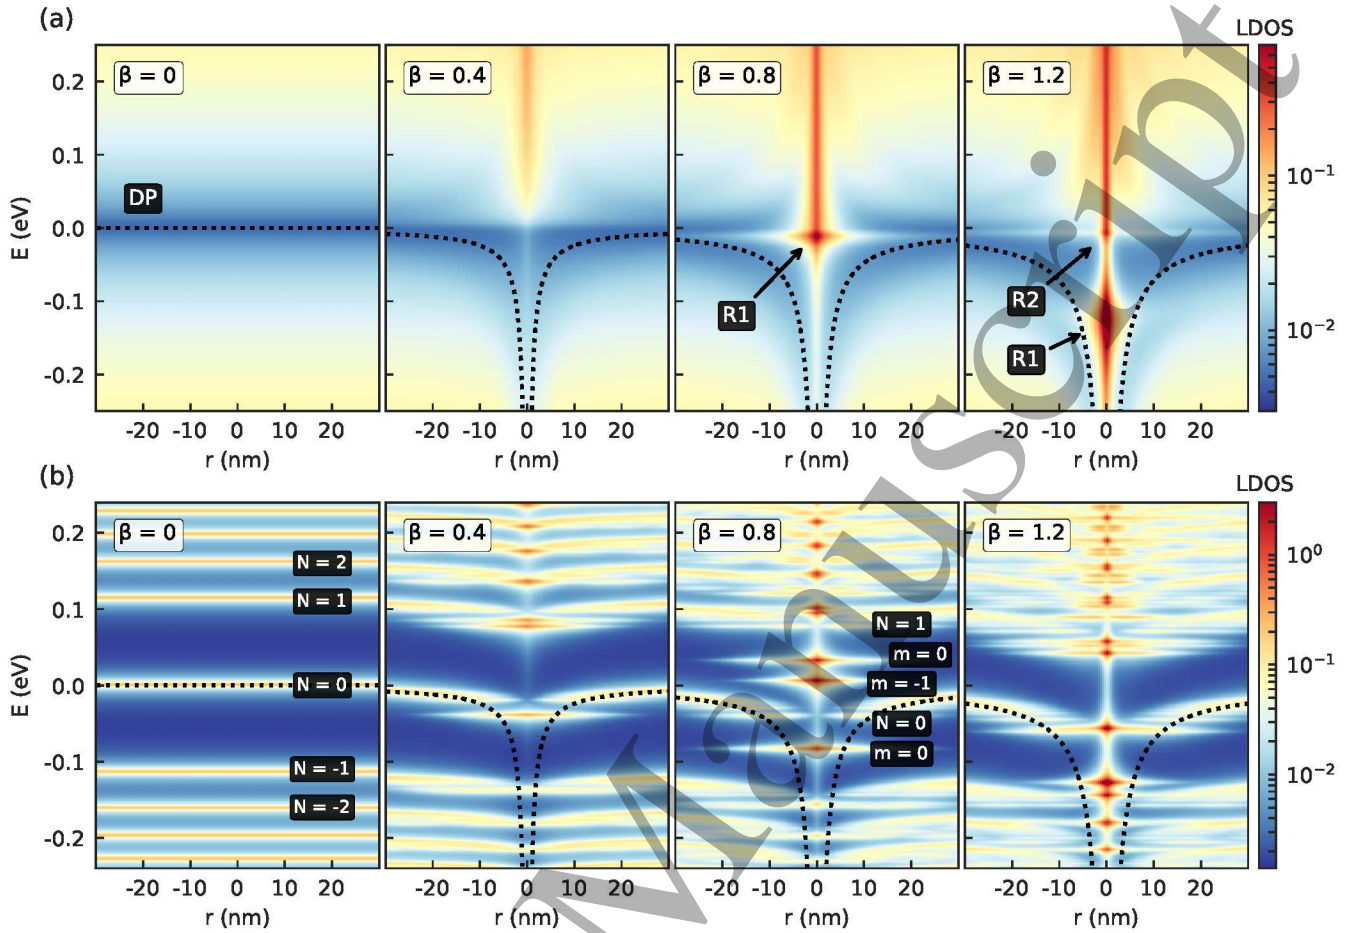 (a)
LDOS
β = 0
β = 0.4
β = 0.8
β = 1.2
DP
R1
R2
R1
E (eV)
0.2
0.1
0.0
-0.1
-0.2
10⁻¹
10⁻²
-20 -10 0 10 20
-20 -10 0 10 20
-20 -10 0 10 20
-20 -10 0 10 20
r (nm)
r (nm)
r (nm)
r (nm)
(b)
LDOS
β = 0
β = 0.4
β = 0.8
β = 1.2
N = 2
N = 1
N = 0
N = -1
N = -2
N = 1
m = 0
m = -1
N = 0
m = 0
E (eV)
0.2
0.1
0.0
-0.1
-0.2
10⁰
10⁻¹
10⁻²
-20 -10 0 10 20
-20 -10 0 10 20
-20 -10 0 10 20
-20 -10 0 10 20
r (nm)
r (nm)
r (nm)
r (nm)
Manuscript